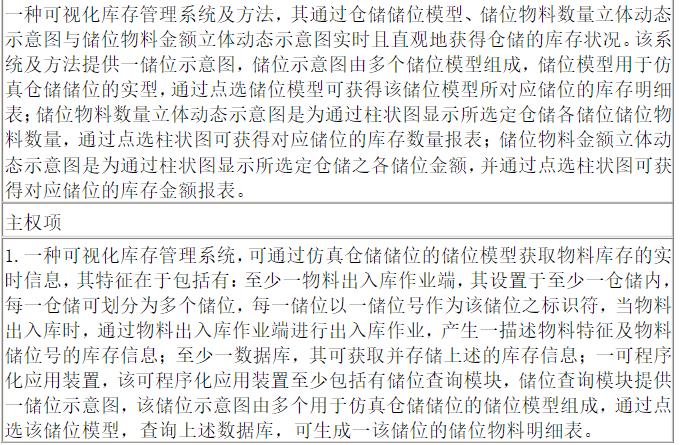 一种可视化库存管理系统及方法，其通过仓储储位模型、储位物料数量立体动态
示意图与储位物料金额立体动态示意图实时且直观地获得仓储的库存状况。该系
统及方法提供一储位示意图，储位示意图由多个储位模型组成，储位模型用于仿
真仓储储位的实型，通过点选储位模型可获得该储位模型所对应储位的库存明细
表；储位物料数量立体动态示意图是为通过柱状图显示所选定仓储各储位储位物
料数量，通过点选柱状图可获得对应储位的库存数量报表；储位物料金额立体动
态示意图是为通过柱状图显示所选定仓储之各储位金额，并通过点选柱状图可获
得对应储位的库存金额报表。
主权项
1.一种可视化库存管理系统，可通过仿真仓储储位的储位模型获取物料库存的实
时信息，其特征在于包括有：至少一物料出入库作业端，其设置于至少一仓储内，
每一仓储可划分为多个储位，每一储位以一储位号作为该储位之标识符，当物料
出入库时，通过物料出入库作业端进行出入库作业，产生一描述物料特征及物料
储位号的库存信息；至少一数据库，其可获取并存储上述的库存信息；一可程序
化应用装置，该可程序化应用装置至少包括有储位查询模块，储位查询模块提供
一储位示意图，该储位示意图由多个用于仿真仓储储位的储位模型组成，通过点
选该储位模型，查询上述数据库，可生成一该储位的储位物料明细表。